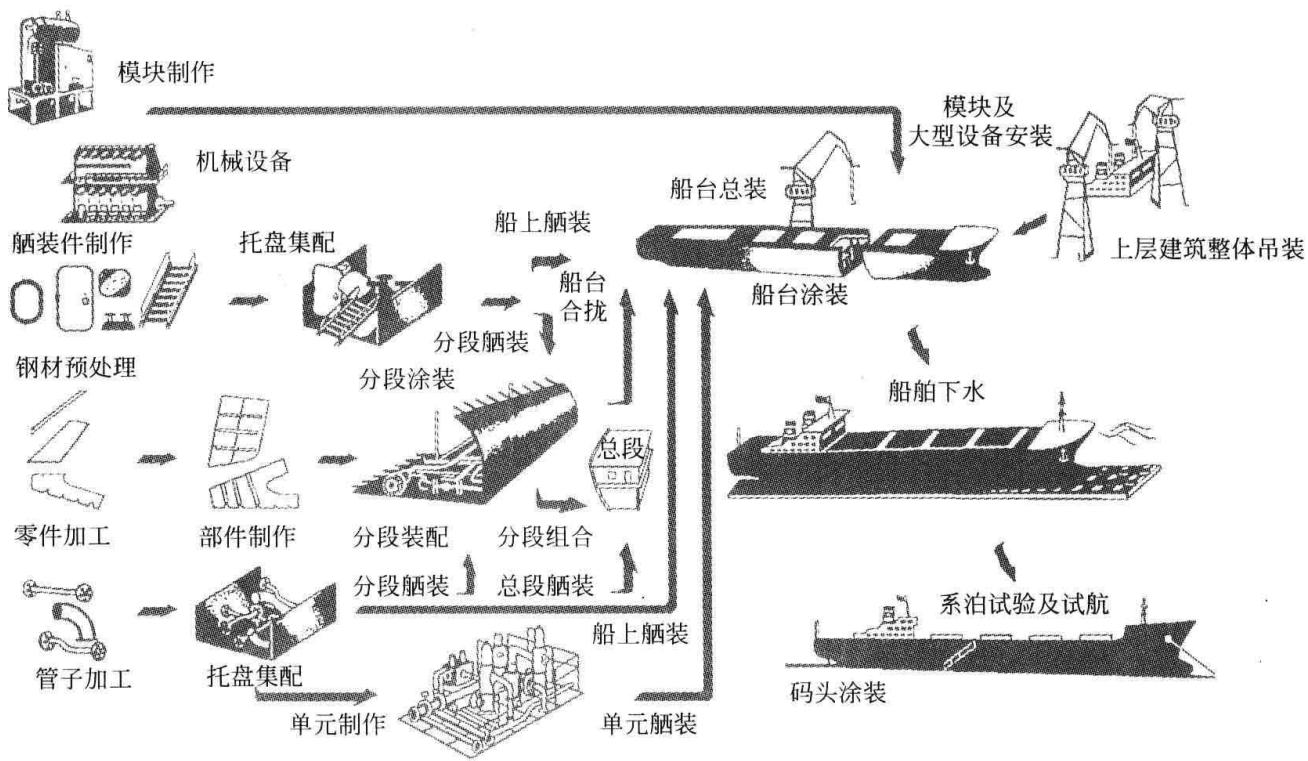 模块制作
模块及
大型设备安装
机械设备
船台总装
船上舾装
舾装件制作
托盘集配
上层建筑整体吊装
船台
合拢
船台涂装
分段舾装
钢材预处理
分段涂装
船舶下水
总段
零件加工
部件制作
分段装配
分段组合
分段舾装
总段舾装
系泊试验及试航
船上舾装
管子加工
托盘集配
码头涂装
单元制作
单元舾装